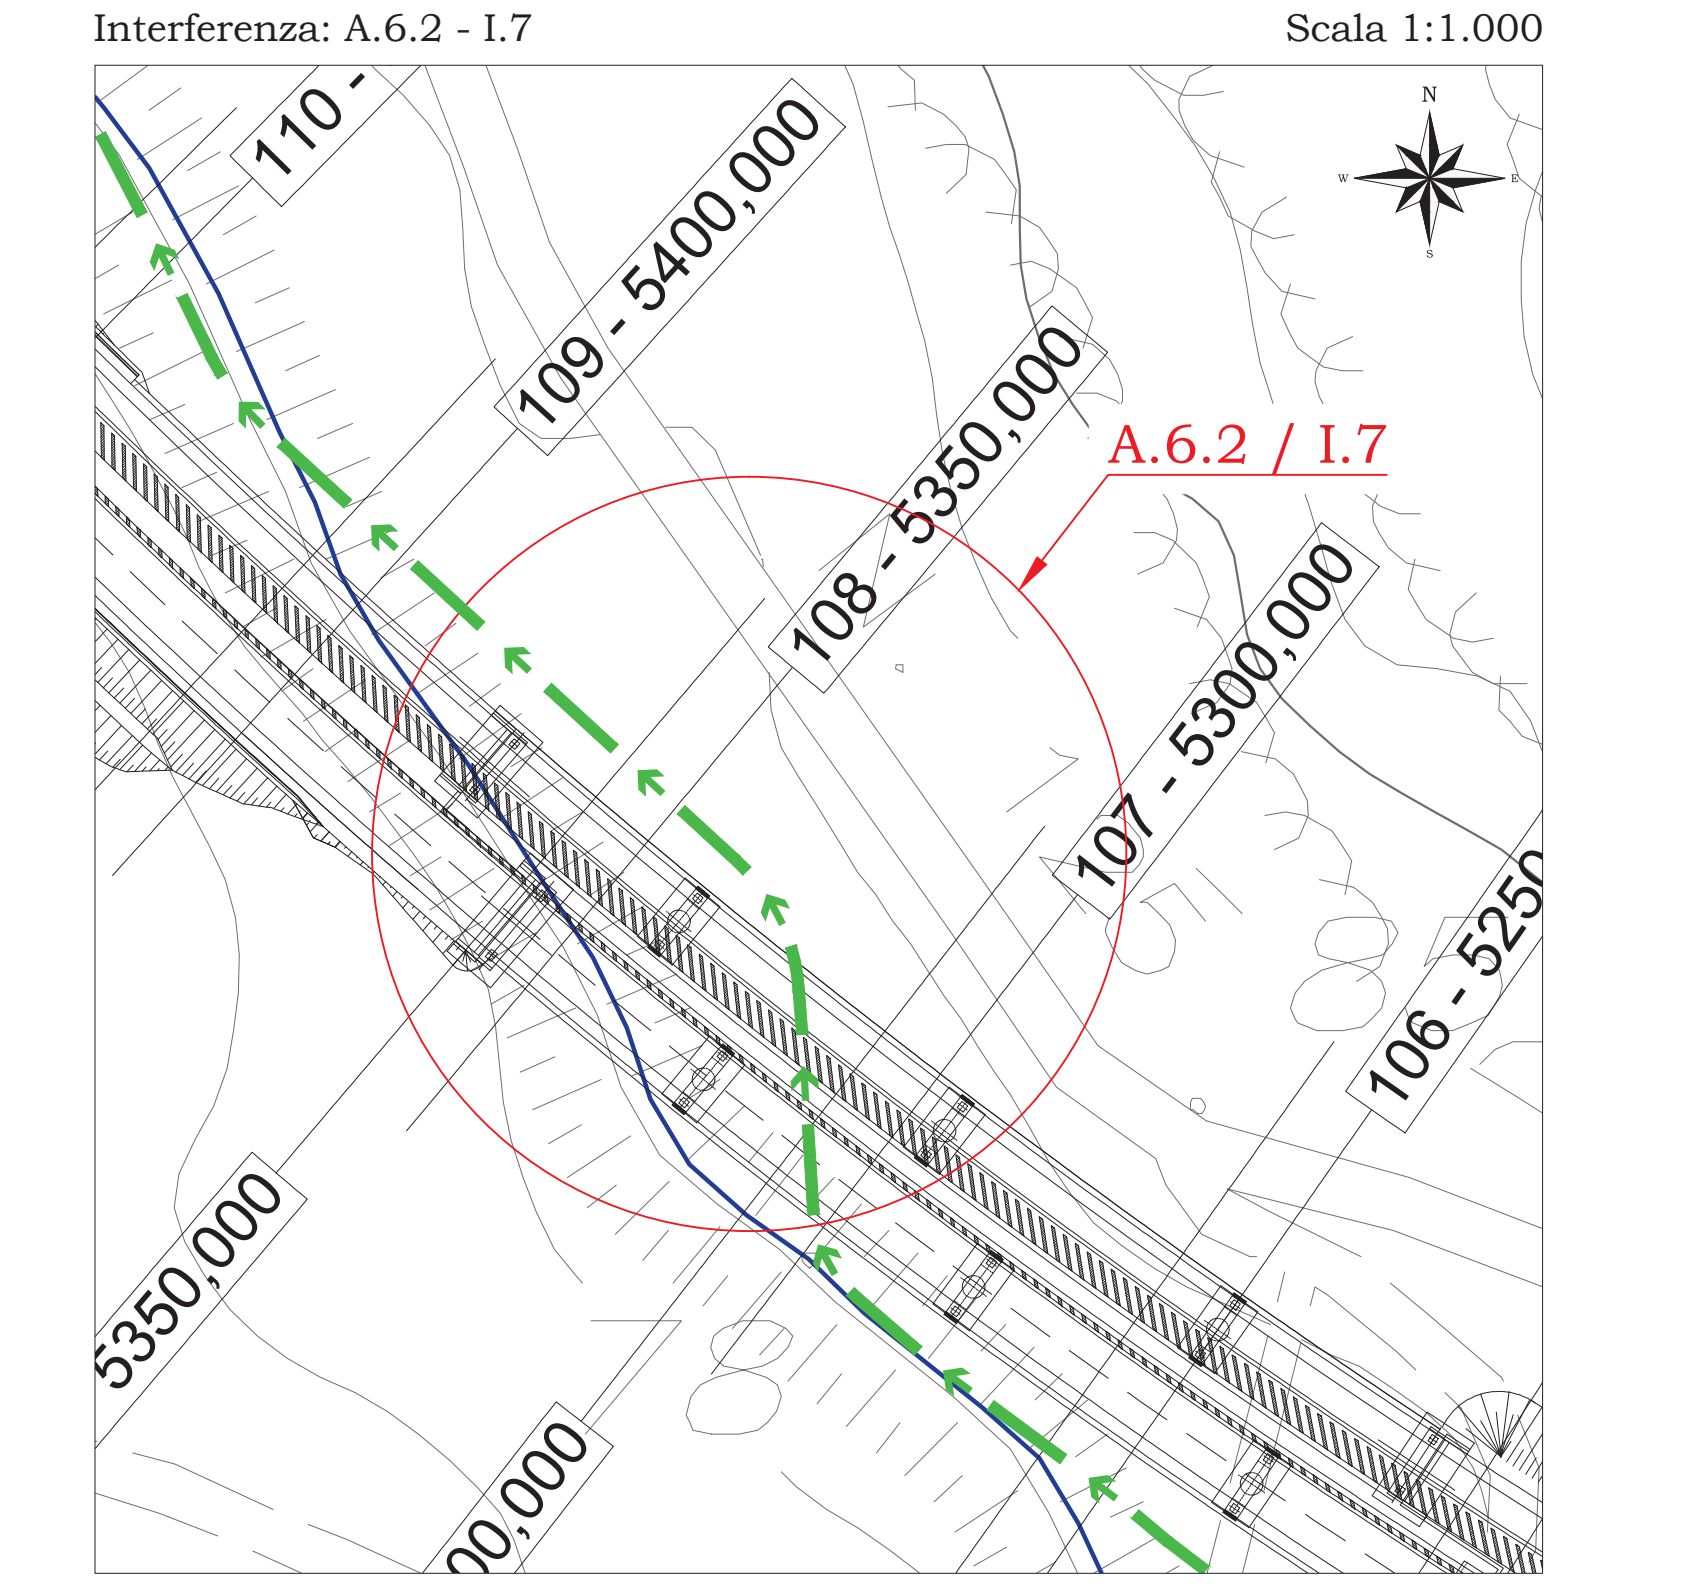 Interferenza: A.6.2 - I.7
Scala 1:1.000
N
W
E
S
110 -
109 - 5400,000
108 - 5350,000
A.6.2 / I.7
107 - 5300,000
106 - 5250
5350,000
00,000